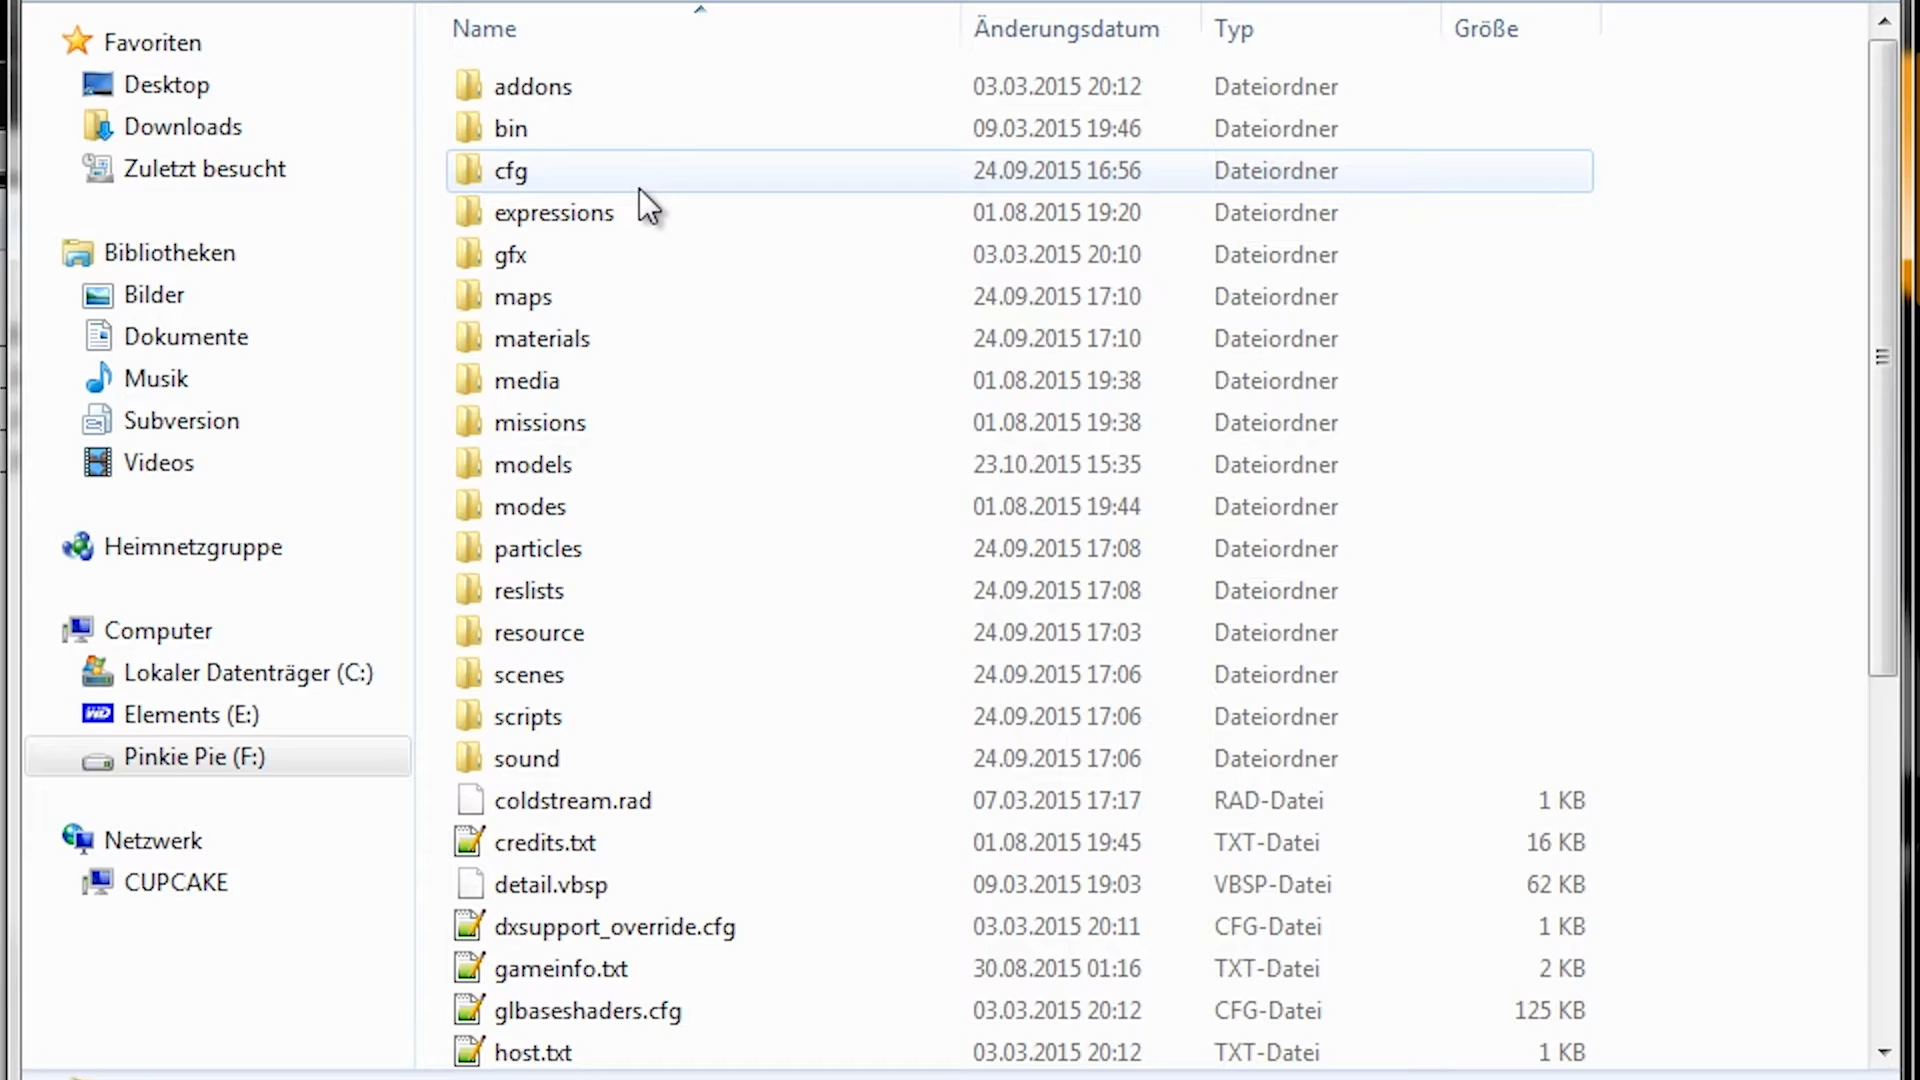 Favoriten
Desktop
Downloads
Zuletzt besucht
Bibliotheken
Bilder
Dokumente
Musik
Subversion
Videos
Heimnetzgruppe
Computer
Lokaler Datenträger (C:)
Elements (E:)
Pinkie Pie (F:)
Netzwerk
CUPCAKE
Name Änderungsdatum Typ Größe
addons 03.03.2015 20:12 Dateiordner
bin 09.03.2015 19:46 Dateiordner
cfg 24.09.2015 16:56 Dateiordner
expressions 01.08.2015 19:20 Dateiordner
gfx 03.03.2015 20:10 Dateiordner
maps 24.09.2015 17:10 Dateiordner
materials 24.09.2015 17:10 Dateiordner
media 01.08.2015 19:38 Dateiordner
missions 01.08.2015 19:38 Dateiordner
models 23.10.2015 15:35 Dateiordner
modes 01.08.2015 19:44 Dateiordner
particles 24.09.2015 17:08 Dateiordner
reslists 24.09.2015 17:08 Dateiordner
resource 24.09.2015 17:03 Dateiordner
scenes 24.09.2015 17:06 Dateiordner
scripts 24.09.2015 17:06 Dateiordner
sound 24.09.2015 17:06 Dateiordner
coldstream.rad 07.03.2015 17:17 RAD-Datei 1 KB
credits.txt 01.08.2015 19:45 TXT-Datei 16 KB
detail.vbsp 09.03.2015 19:03 VBSP-Datei 62 KB
dxsupport_override.cfg 03.03.2015 20:11 CFG-Datei 1 KB
gameinfo.txt 30.08.2015 01:16 TXT-Datei 2 KB
glbaseshaders.cfg 03.03.2015 20:12 CFG-Datei 125 KB
host.txt 03.03.2015 20:12 TXT-Datei 1 KB